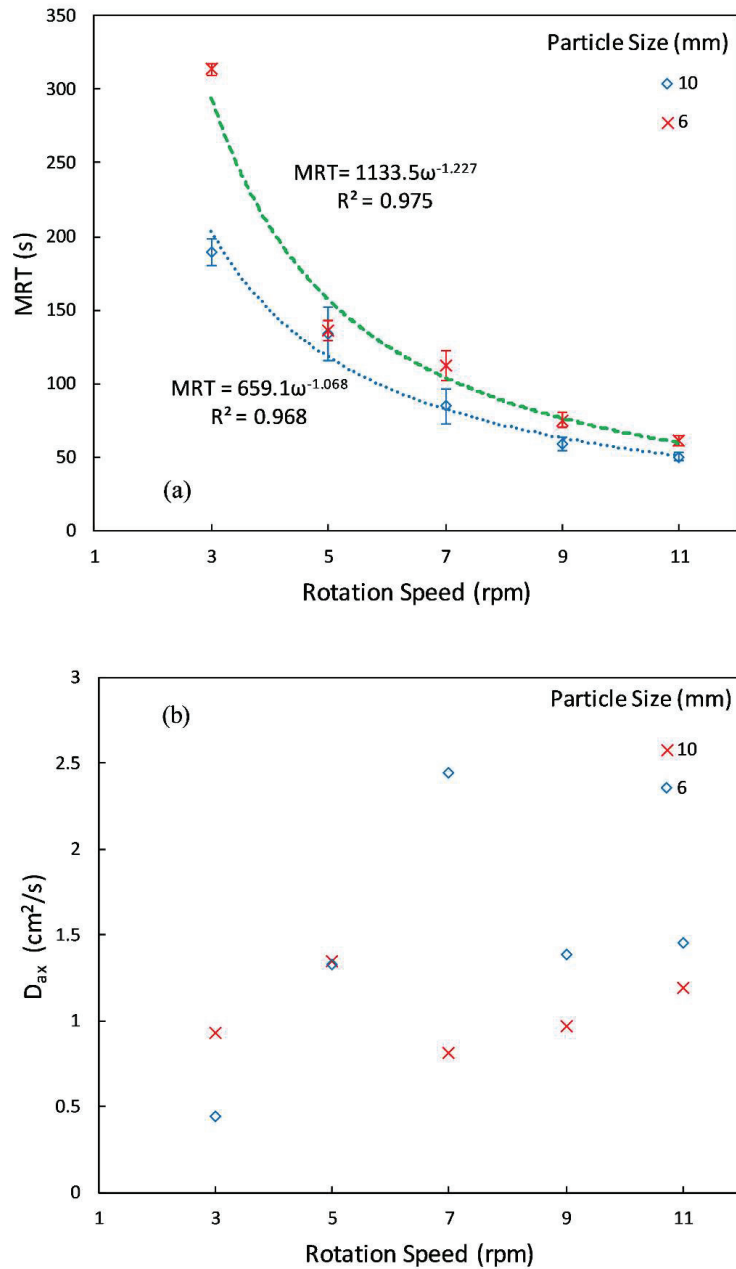 350
300
250
200
150
100
50
0
MRT (s)
Particle Size (mm)
10
6
MRT= 1133.5ω^-1.227
R² = 0.975
MRT = 659.1ω^-1.068
R² = 0.968
(a)
1 3 5 7 9 11
Rotation Speed (rpm)
3
2.5
2
1.5
1
0.5
0
D_ax (cm²/s)
(b)
Particle Size (mm)
10
6
1 3 5 7 9 11
Rotation Speed (rpm)